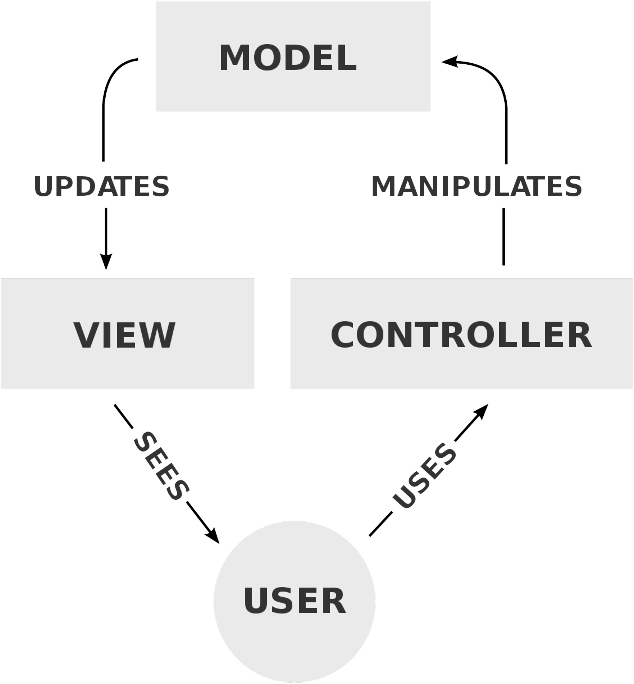 MODEL
UPDATES
MANIPULATES
VIEW
CONTROLLER
SEES
USES
USER